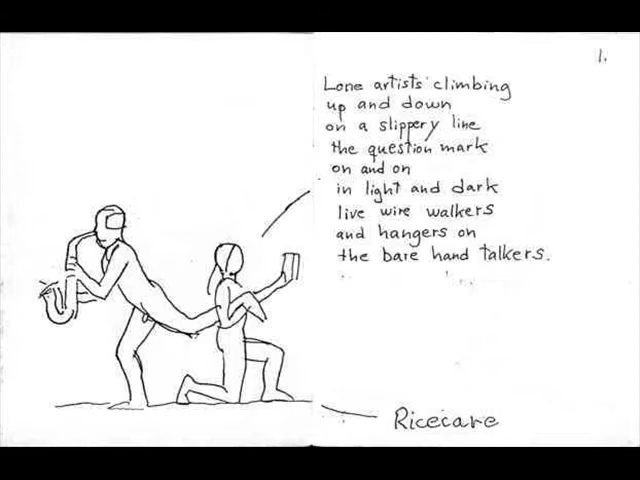 1.
Lone artists climbing
up and down
on a slippery line
the question mark
on and on
in light and dark
live wire walkers
and hangers on
the bare hand talkers.
Ricecare